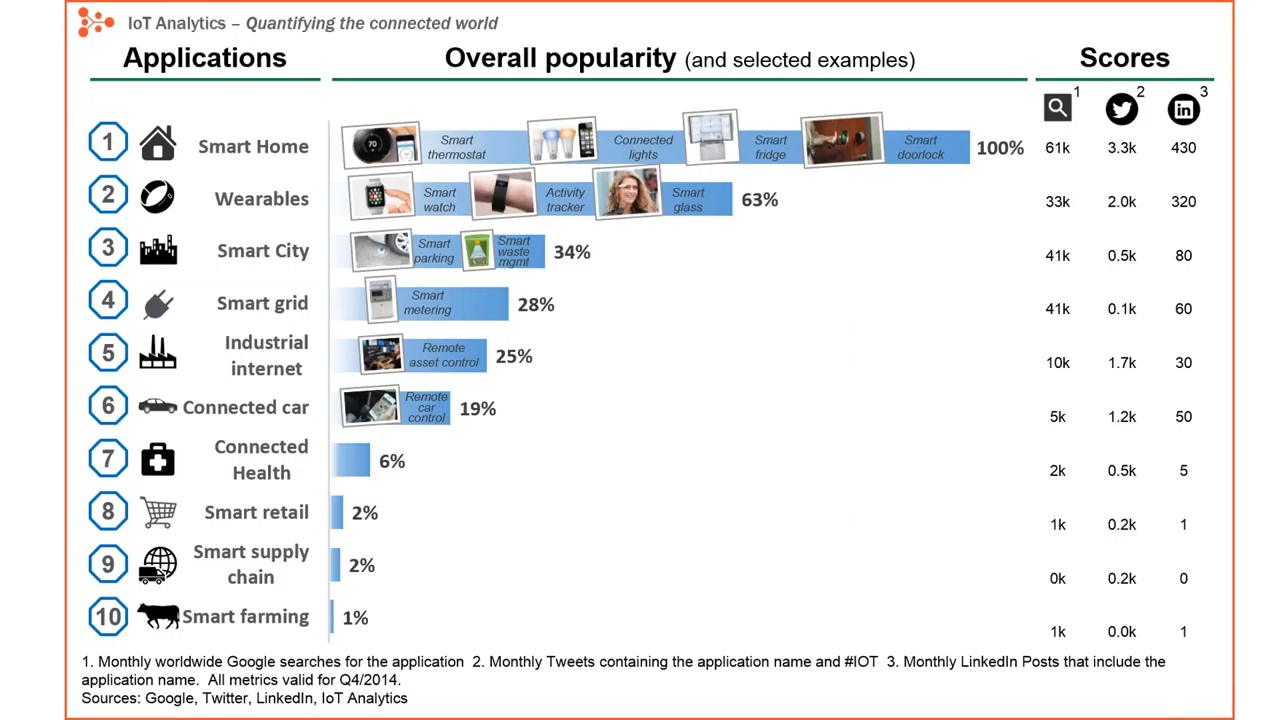 IoT Analytics – Quantifying the connected world
Applications
Overall popularity (and selected examples)
Scores
1
2
3
1
Smart Home
Smart
thermostat
Connected
lights
Smart
fridge
Smart
doorlock
100%
61k
3.3k
430
2
Wearables
Smart
watch
Activity
tracker
Smart
glass
63%
33k
2.0k
320
3
Smart City
Smart
parking
Smart
waste
mgmt
34%
41k
0.5k
80
4
Smart grid
Smart
metering
28%
41k
0.1k
60
5
Industrial
internet
Remote
asset control
25%
10k
1.7k
30
6
Connected car
Remote
car
control
19%
5k
1.2k
50
7
Connected
Health
6%
2k
0.5k
5
8
Smart retail
2%
1k
0.2k
1
9
Smart supply
chain
2%
0k
0.2k
0
10
Smart farming
1%
1k
0.0k
1
1. Monthly worldwide Google searches for the application 2. Monthly Tweets containing the application name and #IOT 3. Monthly LinkedIn Posts that include the
application name. All metrics valid for Q4/2014.
Sources: Google, Twitter, LinkedIn, IoT Analytics